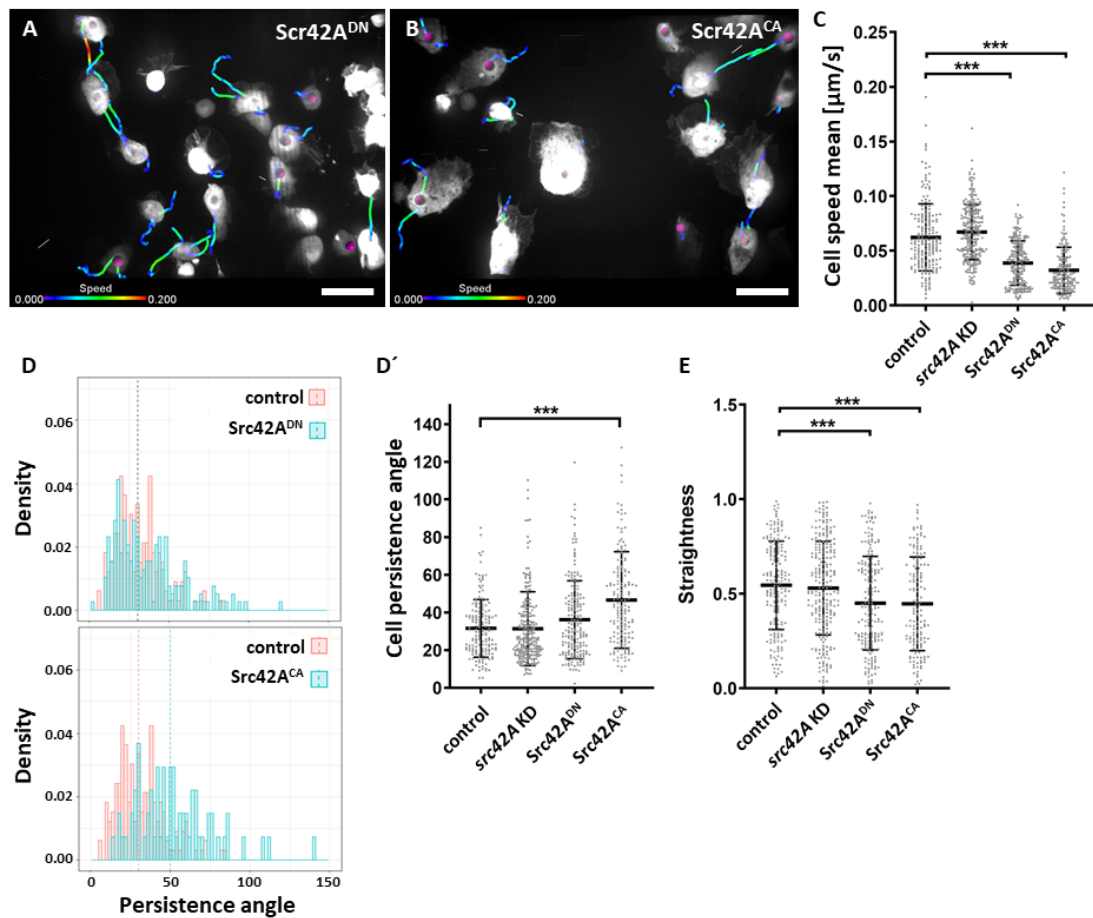 A
Scr42A^DN
Speed
0.000
0.200
B
Scr42A^CA
Speed
0.000
0.200
C
Cell speed mean [µm/s]
0.25
0.20
0.15
0.10
0.05
0.00
***
***
control
src42A KD
Src42A^DN
Src42A^CA
D
control
Src42A^DN
Density
0.06
0.04
0.02
0.00
control
Src42A^CA
Density
0.06
0.04
0.02
0.00
0
50
100
150
Persistence angle
D´
Cell persistence angle
140
120
100
80
60
40
20
0
***
control
src42A KD
Src42A^DN
Src42A^CA
E
Straightness
1.5
1.0
0.5
0.0
***
***
control
src42A KD
Src42A^DN
Src42A^CA